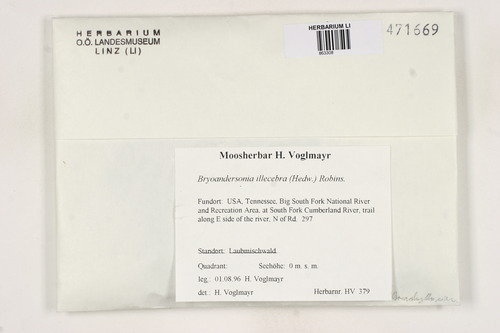 HERBARIUM
O.Ö. LANDESMUSEUM
LINZ (LI)
HERBARIUM LI
863308
471669
Moosherbar H. Voglmayr
Bryoandersonia illecebra (Hedw.) Robins.
Fundort: USA, Tennessee, Big South Fork National River
and Recreation Area, at South Fork Cumberland River, trail
along E side of the river, N of Rd. 297
Standort: Laubmischwald
Quadrant: Seehöhe: 0 m. s. m.
leg.: 01.08.96 H. Voglmayr
det.: H. Voglmayr Herbarnr. HV 379